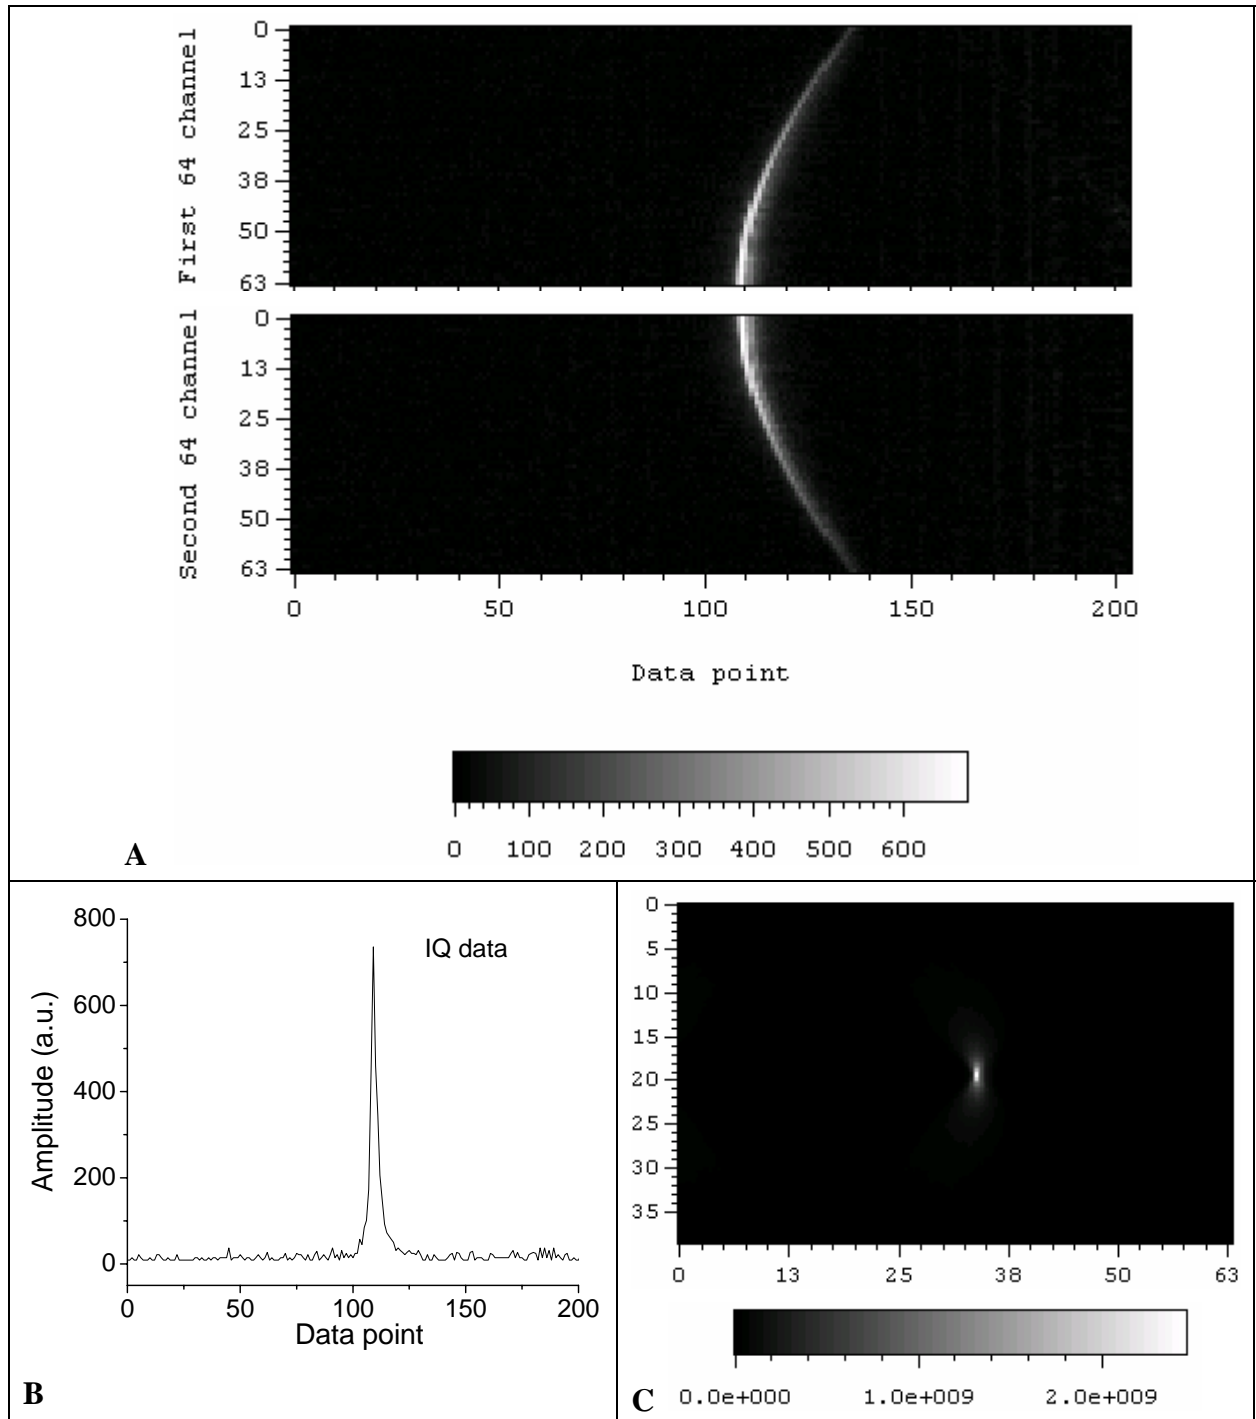 0
13
25
38
50
63
First 64 channel
0
13
25
38
50
63
Second 64 channel
0 50 100 150 200
Data point
0 100 200 300 400 500 600
A
800
600
400
200
0
Amplitude (a.u.)
IQ data
0 50 100 150 200
Data point
B
0
5
10
15
20
25
30
35
0 13 25 38 50 63
0.0e+000 1.0e+009 2.0e+009
C